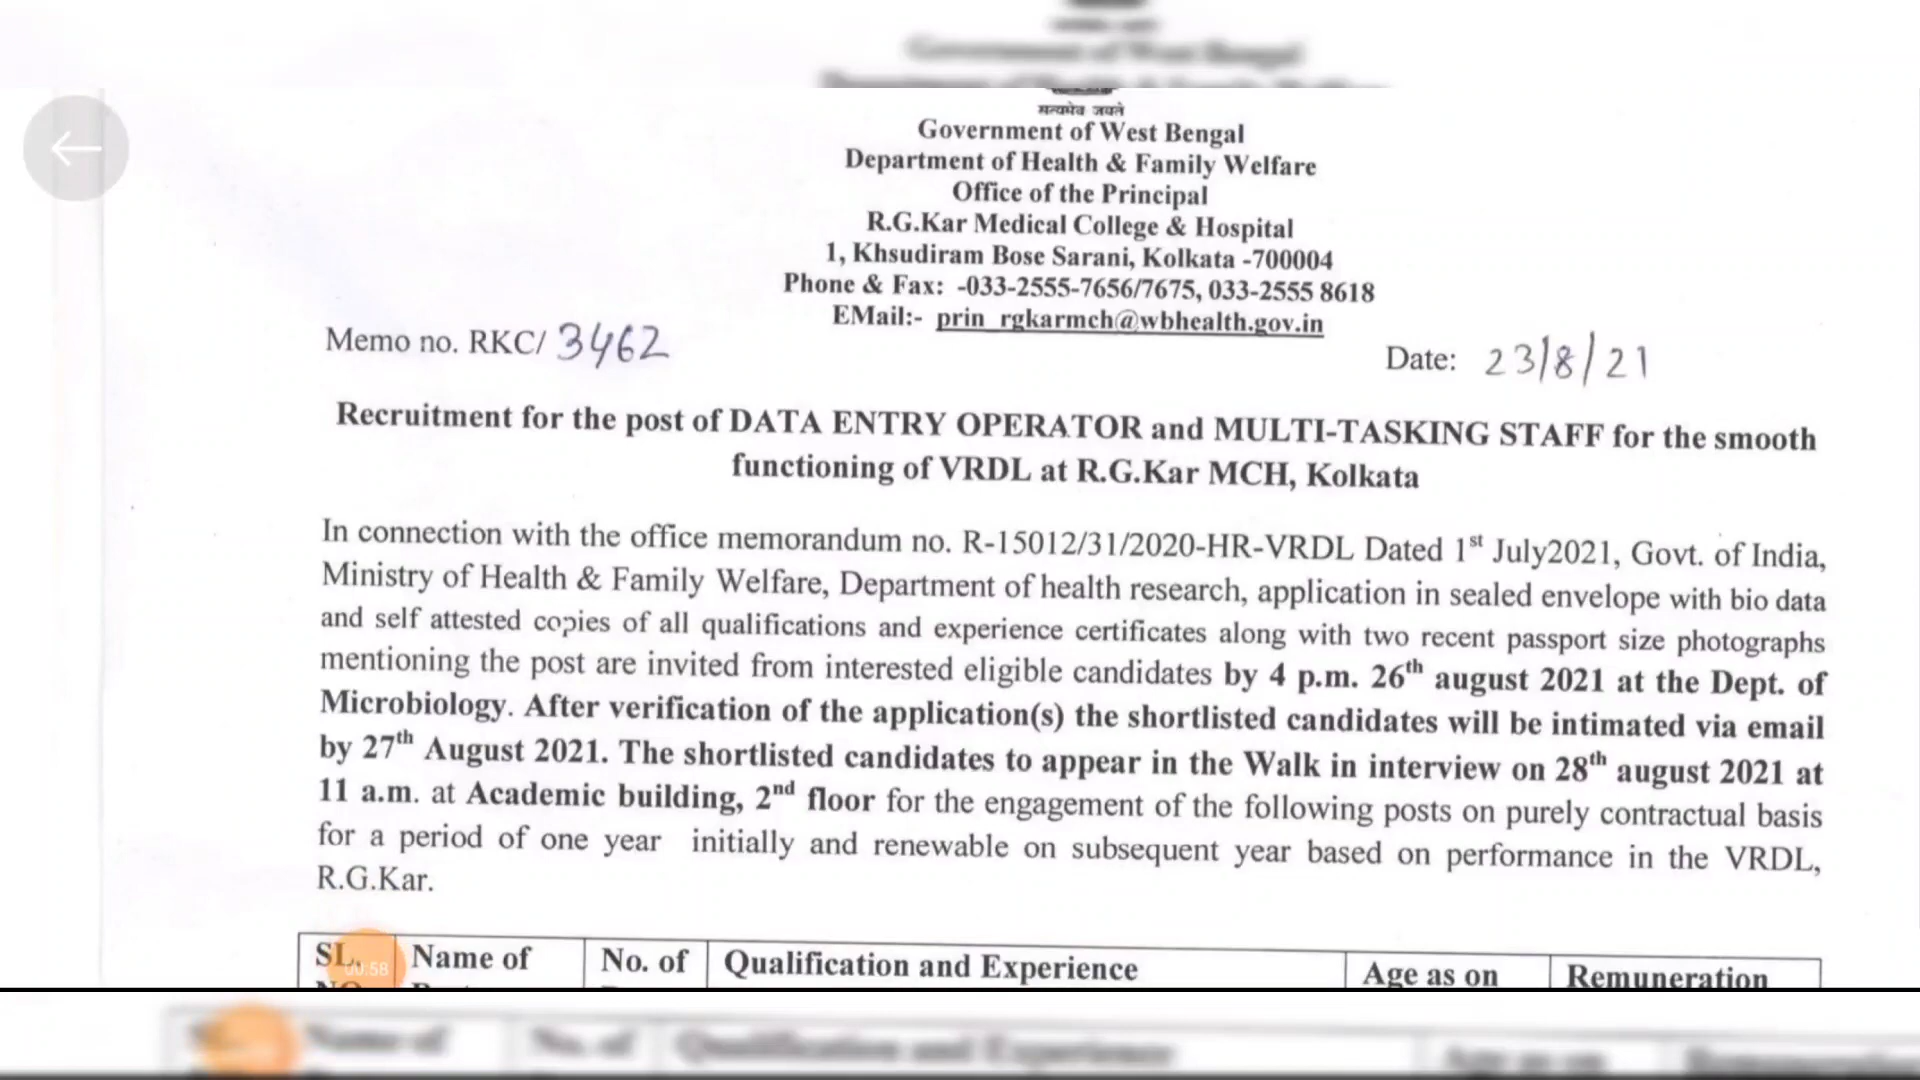 सत्यमेव जयते
Government of West Bengal
Department of Health & Family Welfare
Office of the Principal
R.G.Kar Medical College & Hospital
1, Khsudiram Bose Sarani, Kolkata -700004
Phone & Fax: -033-2555-7656/7675, 033-2555 8618
EMail:- prin_rgkarmch@wbhealth.gov.in
Memo no. RKC/ 3462
Date: 23/8/21
Recruitment for the post of DATA ENTRY OPERATOR and MULTI-TASKING STAFF for the smooth
functioning of VRDL at R.G.Kar MCH, Kolkata
In connection with the office memorandum no. R-15012/31/2020-HR-VRDL Dated 1st July2021, Govt. of India,
Ministry of Health & Family Welfare, Department of health research, application in sealed envelope with bio data
and self attested copies of all qualifications and experience certificates along with two recent passport size photographs
mentioning the post are invited from interested eligible candidates by 4 p.m. 26th august 2021 at the Dept. of
Microbiology. After verification of the application(s) the shortlisted candidates will be intimated via email
by 27th August 2021. The shortlisted candidates to appear in the Walk in interview on 28th august 2021 at
11 a.m. at Academic building, 2nd floor for the engagement of the following posts on purely contractual basis
for a period of one year initially and renewable on subsequent year based on performance in the VRDL,
R.G.Kar.
SL. Name of No. of Qualification and Experience Age as on Remuneration
00:58